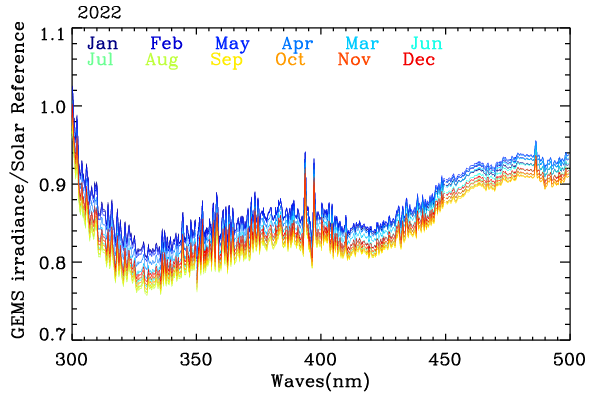 2022
Jan Feb May Apr Mar Jun
Jul Aug Sep Oct Nov Dec
GEMS irradiance/Solar Reference
1.1
1.0
0.9
0.8
0.7
300 350 400 450 500
Waves(nm)